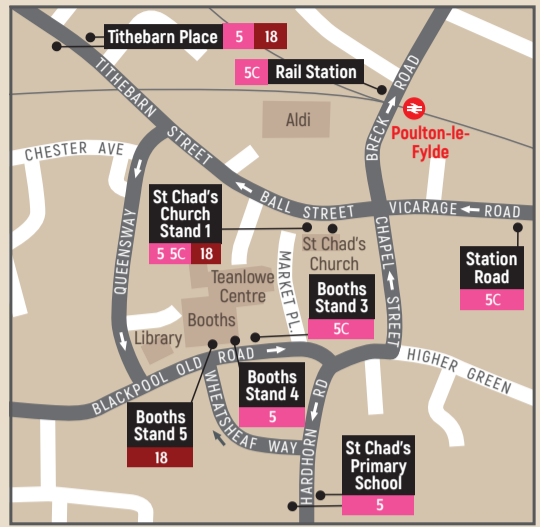 Tithebarn Place 5 18
5C Rail Station
TITHEBARN STREET
BRECK ROAD
Aldi
Poulton-le-
Fylde
CHESTER AVE
QUEENSWAY
BALL STREET
VICARAGE ROAD
St Chad's
Church
Stand 1
5 5C 18
St Chad's
Church
Station
Road
5C
CHAPEL STREET
MARKET PL.
Teanlowe
Centre
Booths
Stand 3
5C
Booths
Library
BLACKPOOL OLD ROAD
HIGHER GREEN
Booths
Stand 4
5
Booths
Stand 5
18
WHEATSHEAF WAY
HARDHORN RD
St Chad's
Primary
School
5